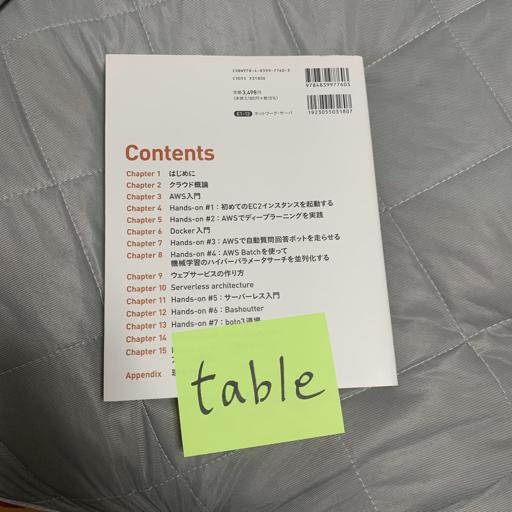 ISBN978-4-8399-7760-3
C3055 ¥3180E
定価3,498円
(本体3,180円+税10%)
E1-12 ネットワーク・サーバ
9784839977603
1923055031807
Contents
Chapter 1 はじめに
Chapter 2 クラウド概論
Chapter 3 AWS入門
Chapter 4 Hands-on #1：初めてのEC2インスタンスを起動する
Chapter 5 Hands-on #2：AWSでディープラーニングを実践
Chapter 6 Docker入門
Chapter 7 Hands-on #3：AWSで自動質問回答ボットを走らせる
Chapter 8 Hands-on #4：AWS Batchを使って
機械学習のハイパーパラメータサーチを並列化する
Chapter 9 ウェブサービスの作り方
Chapter 10 Serverless architecture
Chapter 11 Hands-on #5：サーバーレス入門
Chapter 12 Hands-on #6：Bashoutter
Chapter 13 Hands-on #7：boto3道場
Chapter 14
Chapter 15
Appendix
table